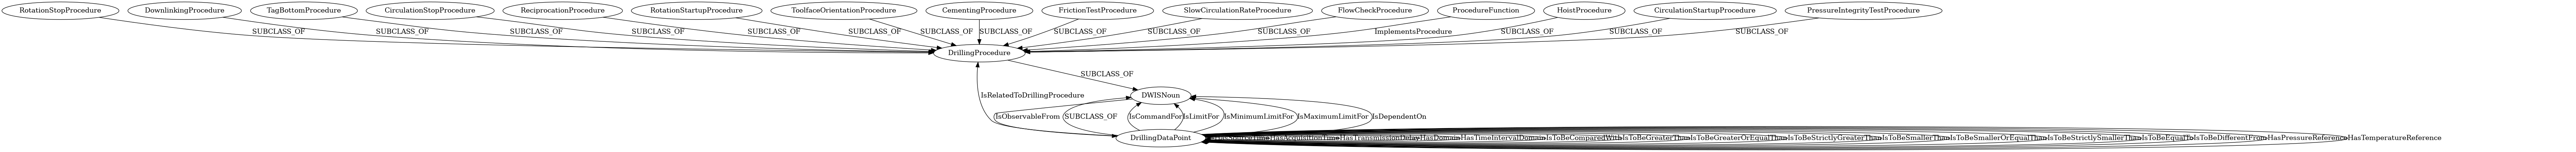 RotationStopProcedure DownlinkingProcedure TagBottomProcedure CirculationStopProcedure ReciprocationProcedure RotationStartupProcedure ToolfaceOrientationProcedure CementingProcedure FrictionTestProcedure SlowCirculationRateProcedure FlowCheckProcedure ProcedureFunction HoistProcedure CirculationStartupProcedure PressureIntegrityTestProcedure
SUBCLASS_OF SUBCLASS_OF SUBCLASS_OF SUBCLASS_OF SUBCLASS_OF SUBCLASS_OF SUBCLASS_OF SUBCLASS_OF SUBCLASS_OF SUBCLASS_OF SUBCLASS_OF ImplementsProcedure SUBCLASS_OF SUBCLASS_OF SUBCLASS_OF
DrillingProcedure
SUBCLASS_OF
IsRelatedToDrillingProcedure DWISNoun
IsObservableFrom SUBCLASS_OF IsCommandFor IsLimitFor IsMinimumLimitFor IsMaximumLimitFor IsDependentOn
DrillingDataPoint HasAcquisitionTime HasTransmissionDelay HasDomain HasTimeIntervalDomain IsToBeComparedWith IsToBeGreaterThan IsToBeGreaterOrEqualThan IsToBeStrictlyGreaterThan IsToBeSmallerThan IsToBeSmallerOrEqualThan IsToBeStrictlySmallerThan IsToBeEqualTo IsToBeDifferentFrom HasPressureReference HasTemperatureReference